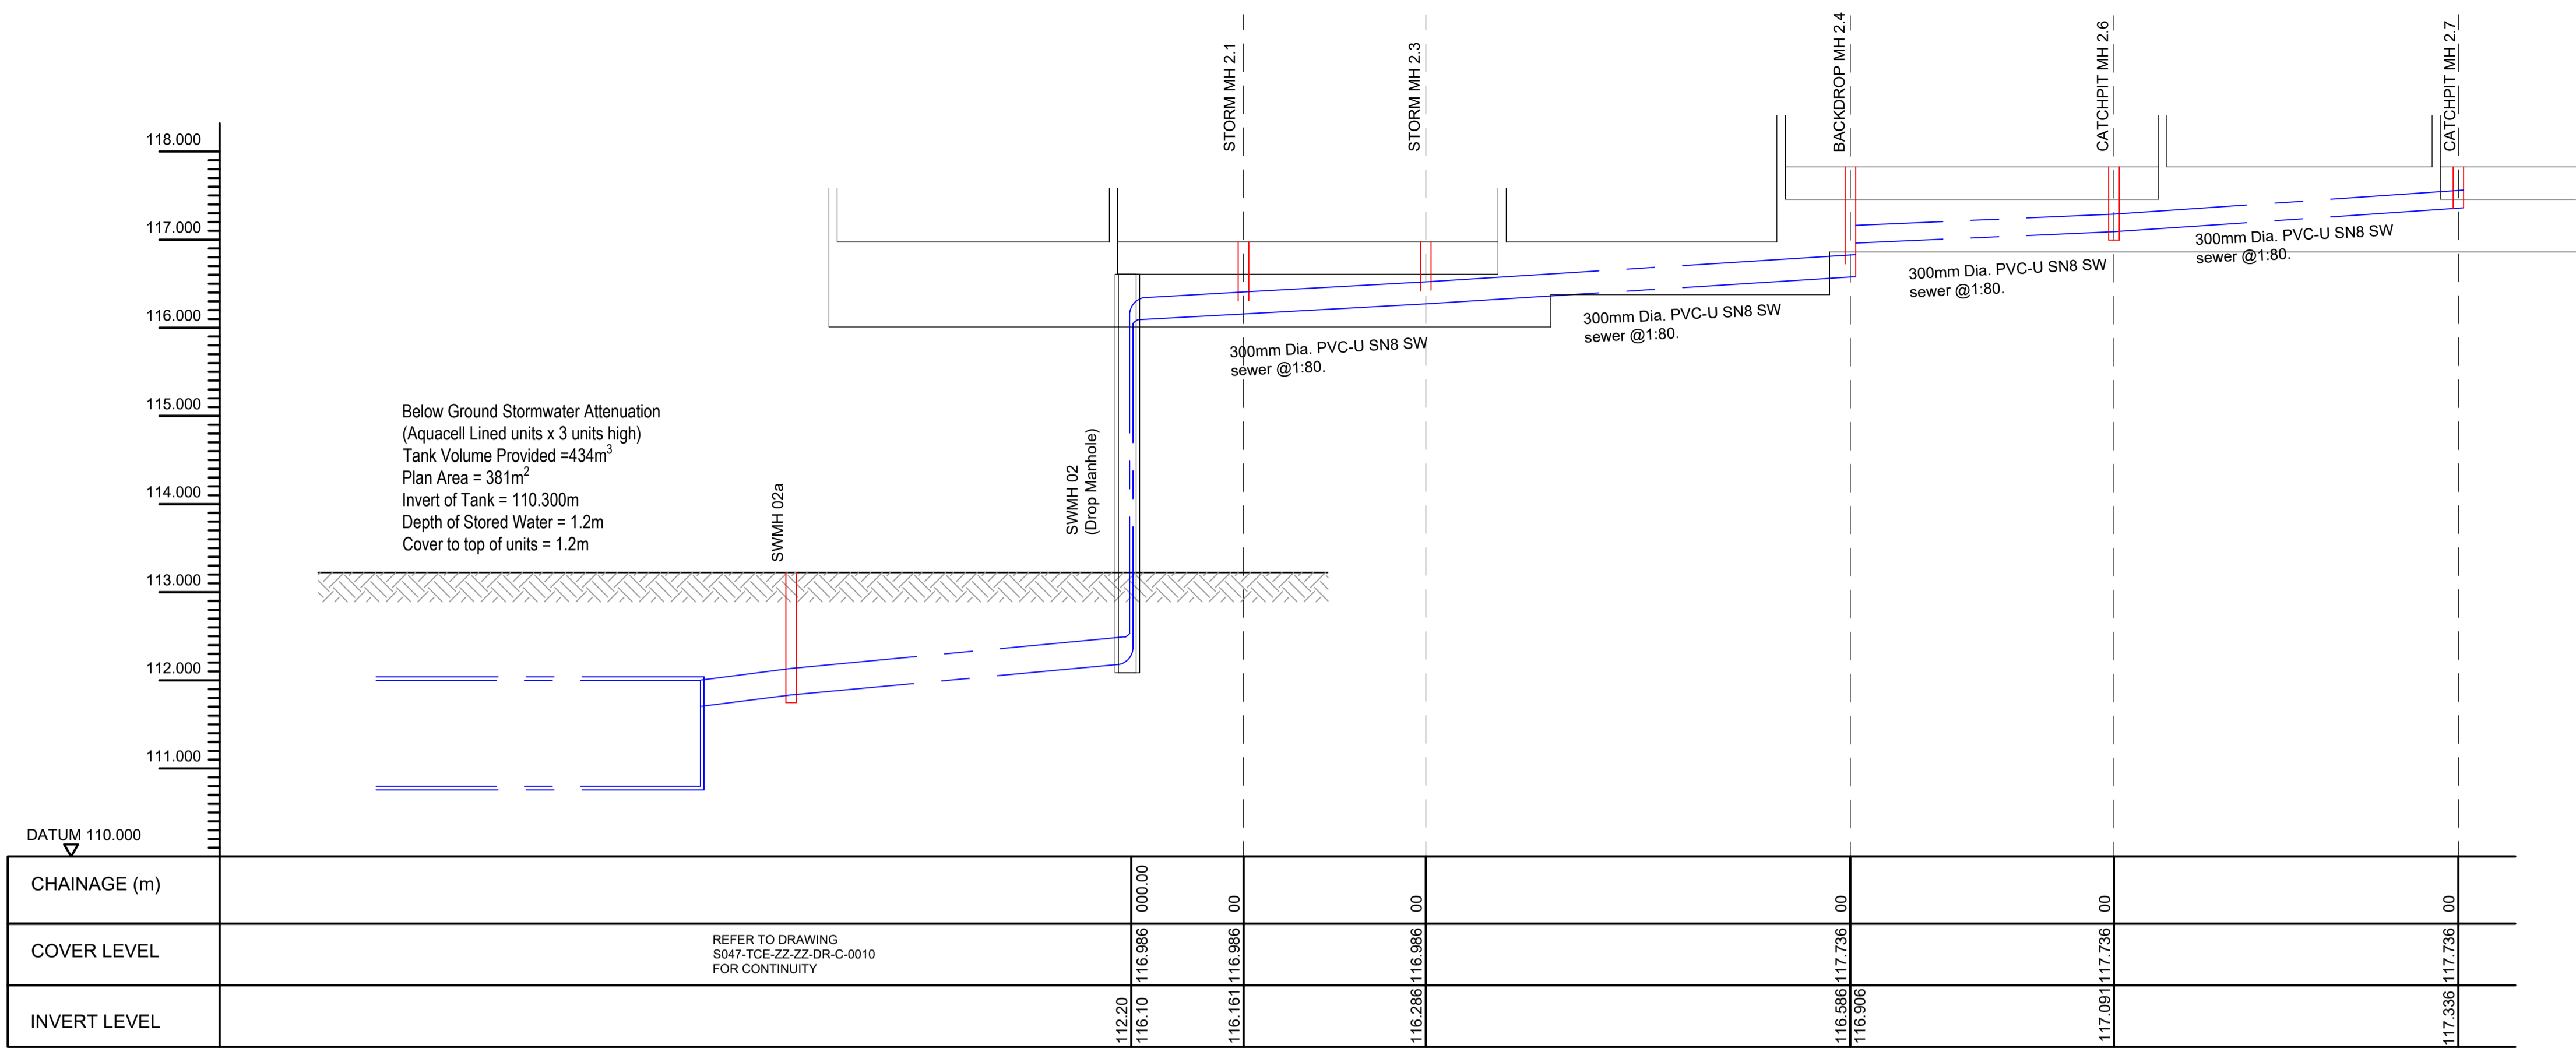 STORM MH 2.1
STORM MH 2.3
BACKDROP MH 2.4
CATCHPIT MH 2.6
CATCHPIT MH 2.7
118.000
117.000
116.000
115.000
114.000
113.000
112.000
111.000
DATUM 110.000
Below Ground Stormwater Attenuation
(Aquacell Lined units x 3 units high)
Tank Volume Provided =434m³
Plan Area = 381m²
Invert of Tank = 110.300m
Depth of Stored Water = 1.2m
Cover to top of units = 1.2m
SWMH 02a
SWMH 02
(Drop Manhole)
300mm Dia. PVC-U SN8 SW
sewer @1:80.
300mm Dia. PVC-U SN8 SW
sewer @1:80.
300mm Dia. PVC-U SN8 SW
sewer @1:80.
300mm Dia. PVC-U SN8 SW
sewer @1:80.
CHAINAGE (m)
000.00
00
00
00
00
00
COVER LEVEL
REFER TO DRAWING
S047-TCE-ZZ-ZZ-DR-C-0010
FOR CONTINUITY
116.986
116.986
116.986
117.736
117.736
117.736
INVERT LEVEL
112.20
116.10
116.161
116.286
116.586
116.906
117.091
117.336